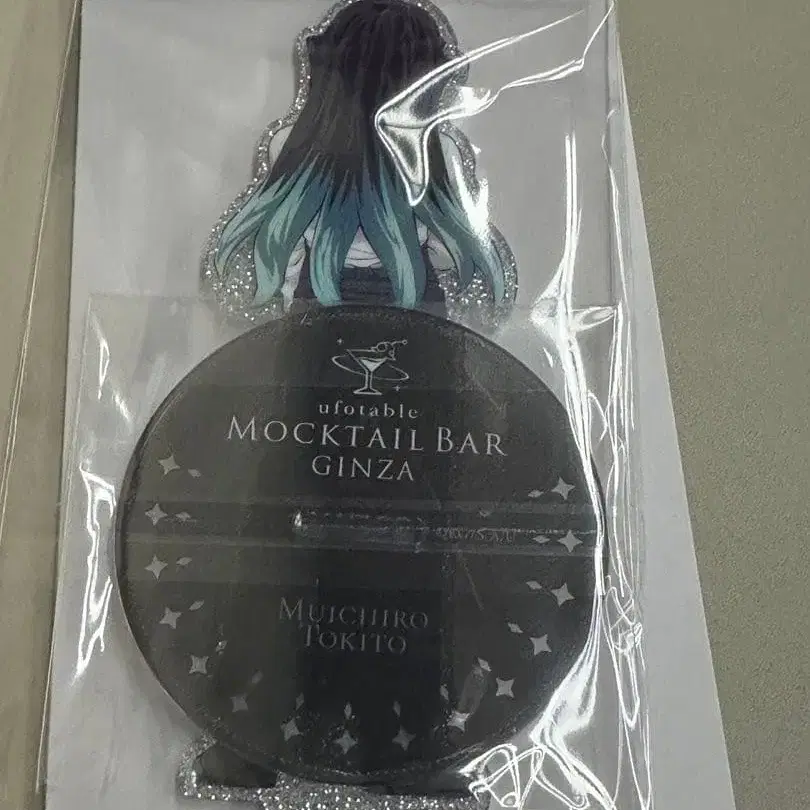 ufotable
MOCKTAIL BAR
GINZA
MUICHIRO
TOKITO